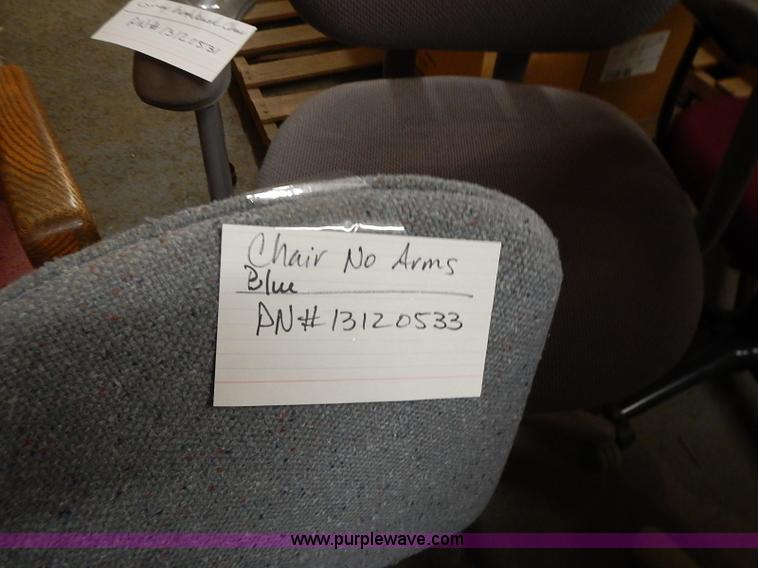 PN#13120531
Chair No Arms
Blue
PN#13120533
www.purplewave.com